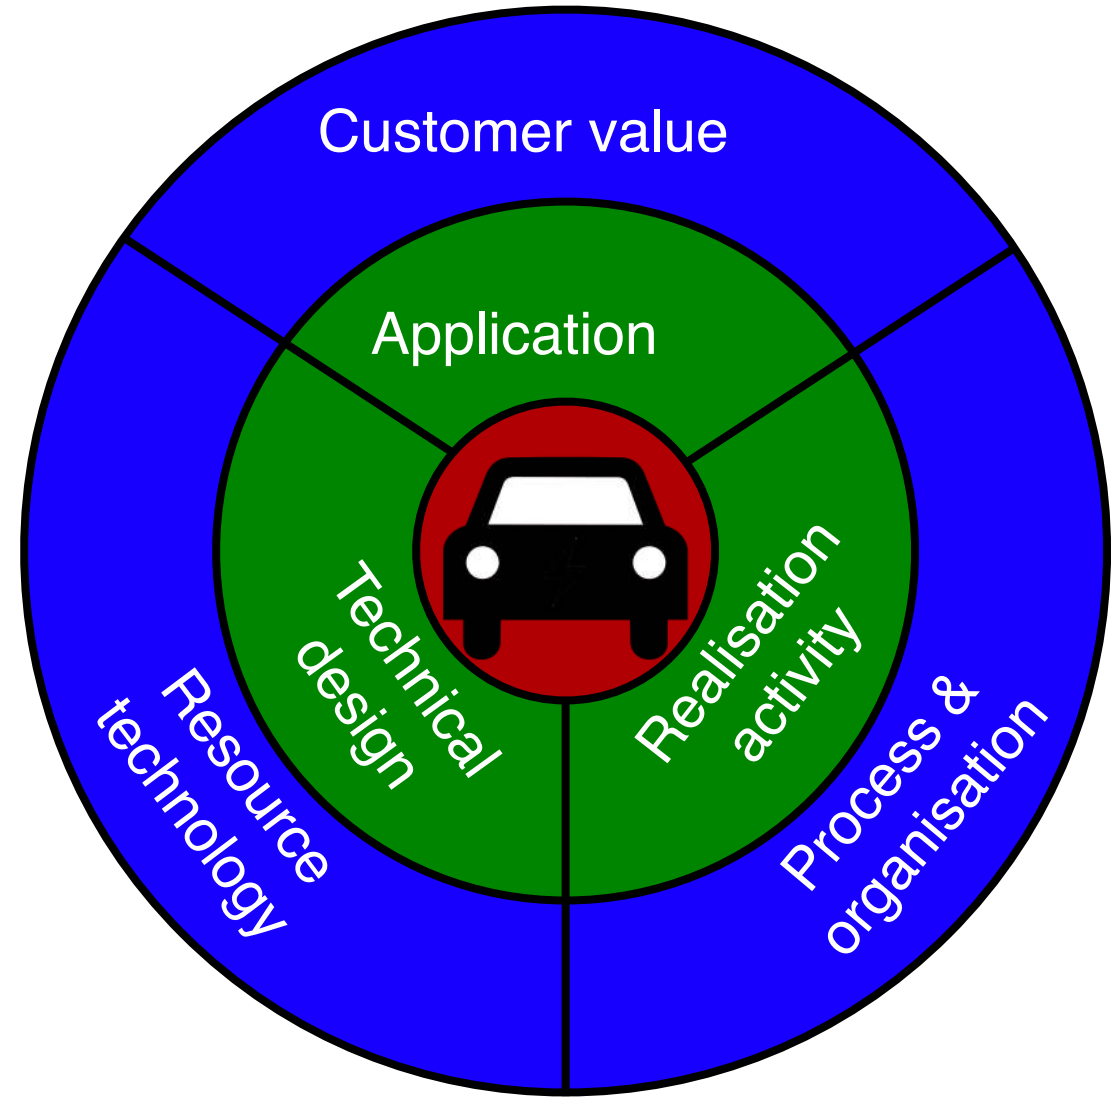 Customer value
Application
Technical
design
Realisation
activity
Resource
technology
Process &
organisation